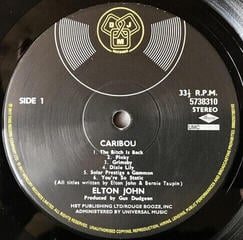 BJM
CARIBOU
33⅓ R.P.M.
5738310
STEREO
SIDE 1
UMC
1. The Bitch Is Back
2. Pinky
3. Grimsby
4. Dixie Lily
5. Solar Prestige a Gammon
6. You're So Static
(All titles written by Elton John & Bernie Taupin)
ELTON JOHN
Produced by Gus Dudgeon
HST PUBLISHING LTD/ROUGE BOOZE, INC
ADMINISTERED BY UNIVERSAL MUSIC